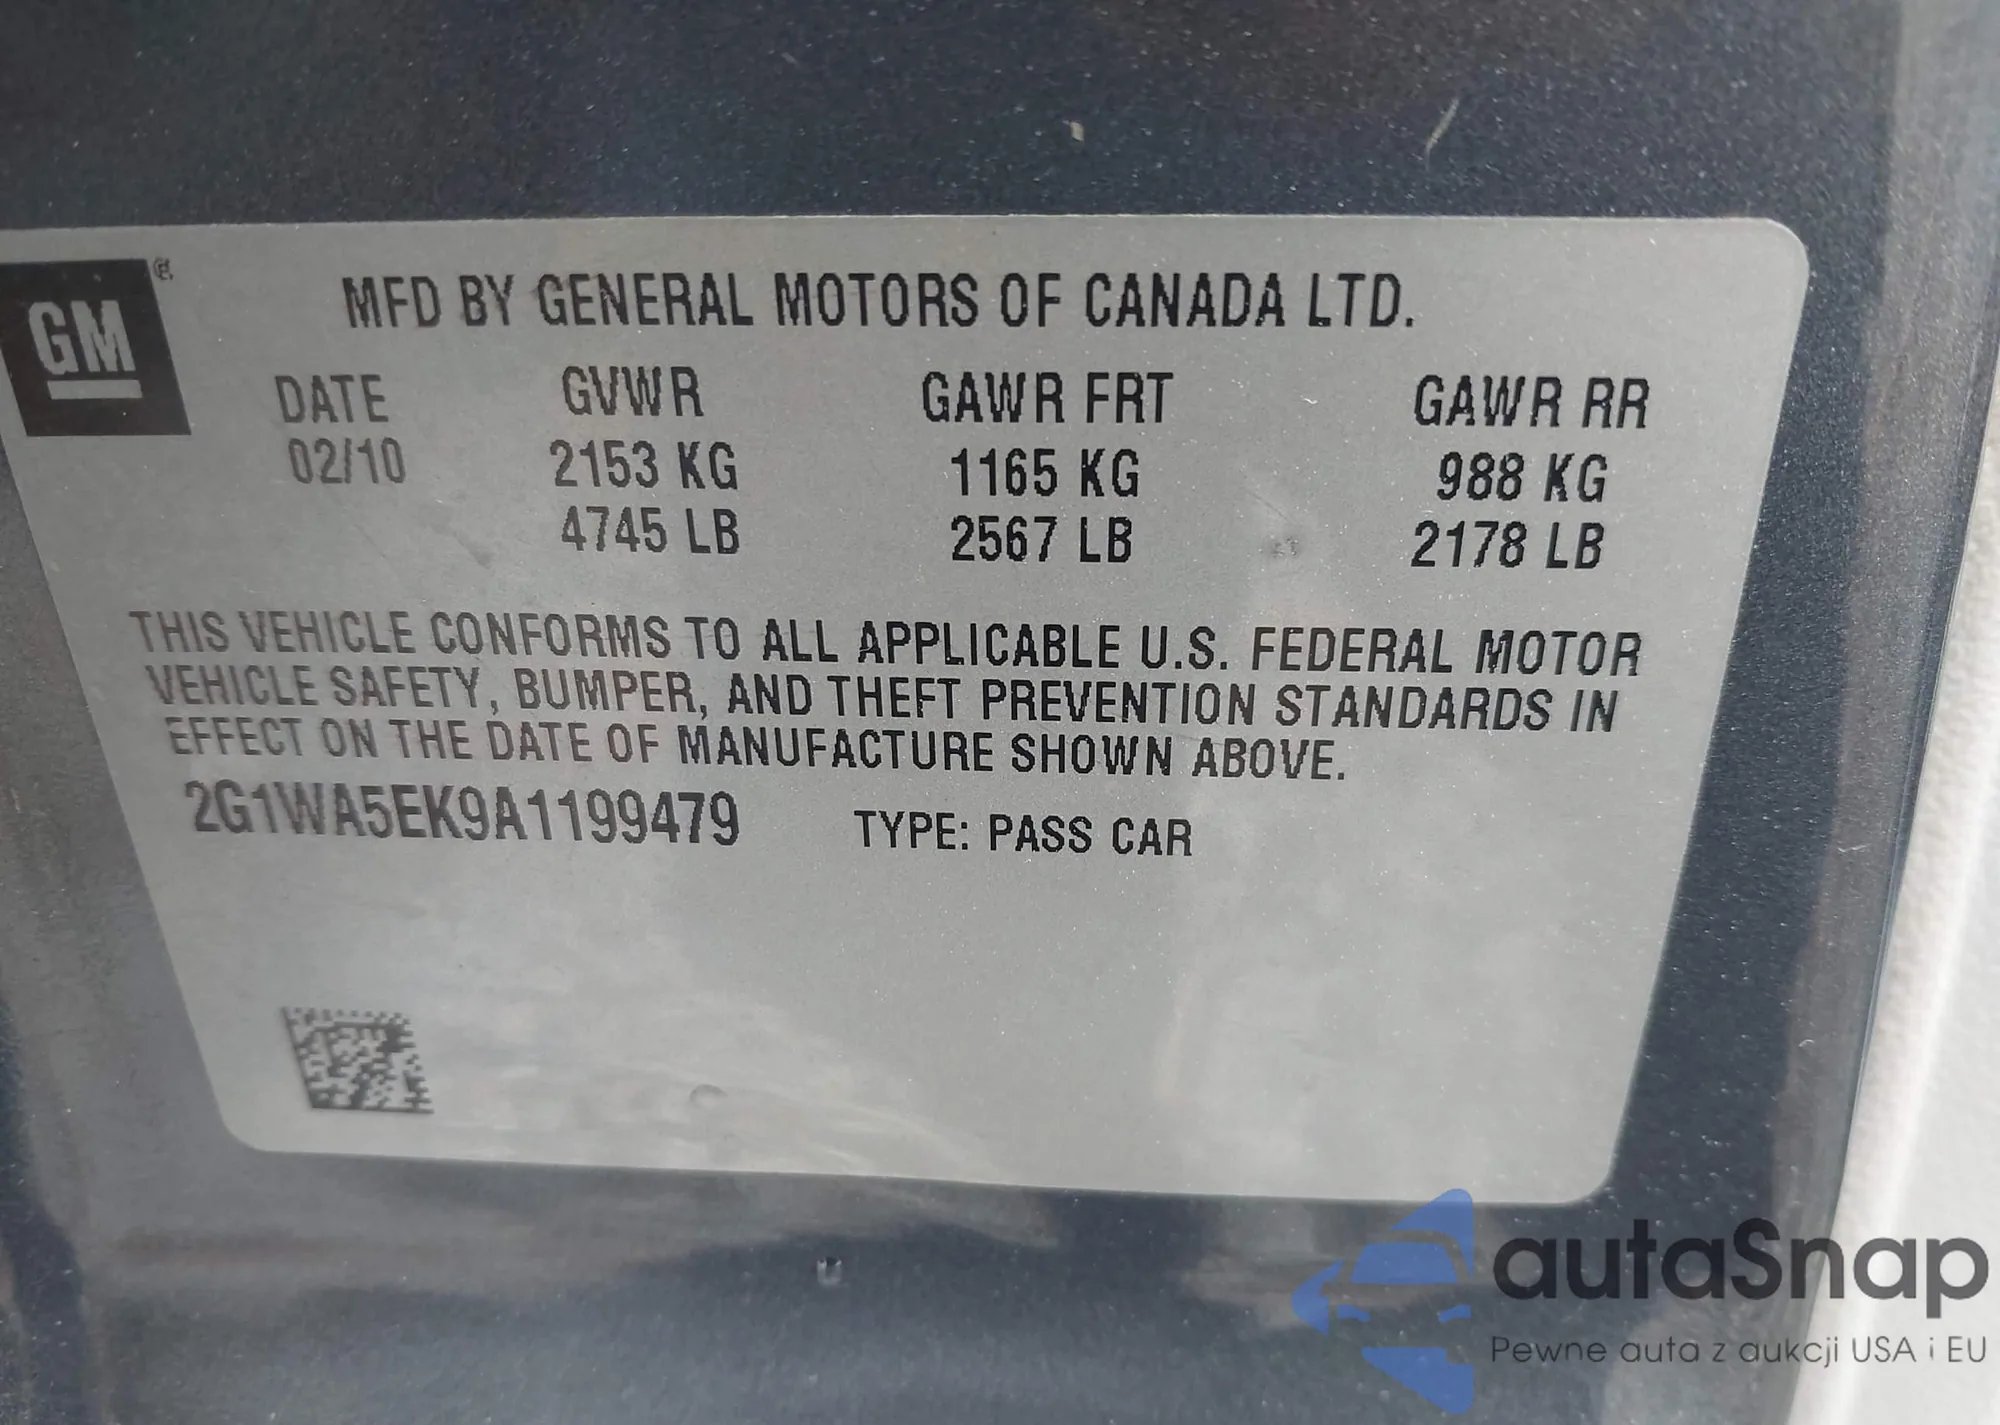 GM
MFD BY GENERAL MOTORS OF CANADA LTD.
DATE GVWR GAWR FRT GAWR RR
02/10 2153 KG 1165 KG 988 KG
4745 LB 2567 LB 2178 LB
THIS VEHICLE CONFORMS TO ALL APPLICABLE U.S. FEDERAL MOTOR
VEHICLE SAFETY, BUMPER, AND THEFT PREVENTION STANDARDS IN
EFFECT ON THE DATE OF MANUFACTURE SHOWN ABOVE.
2G1WA5EK9A1199479 TYPE: PASS CAR
autaSnap
Pewne auta z aukcji USA i EU